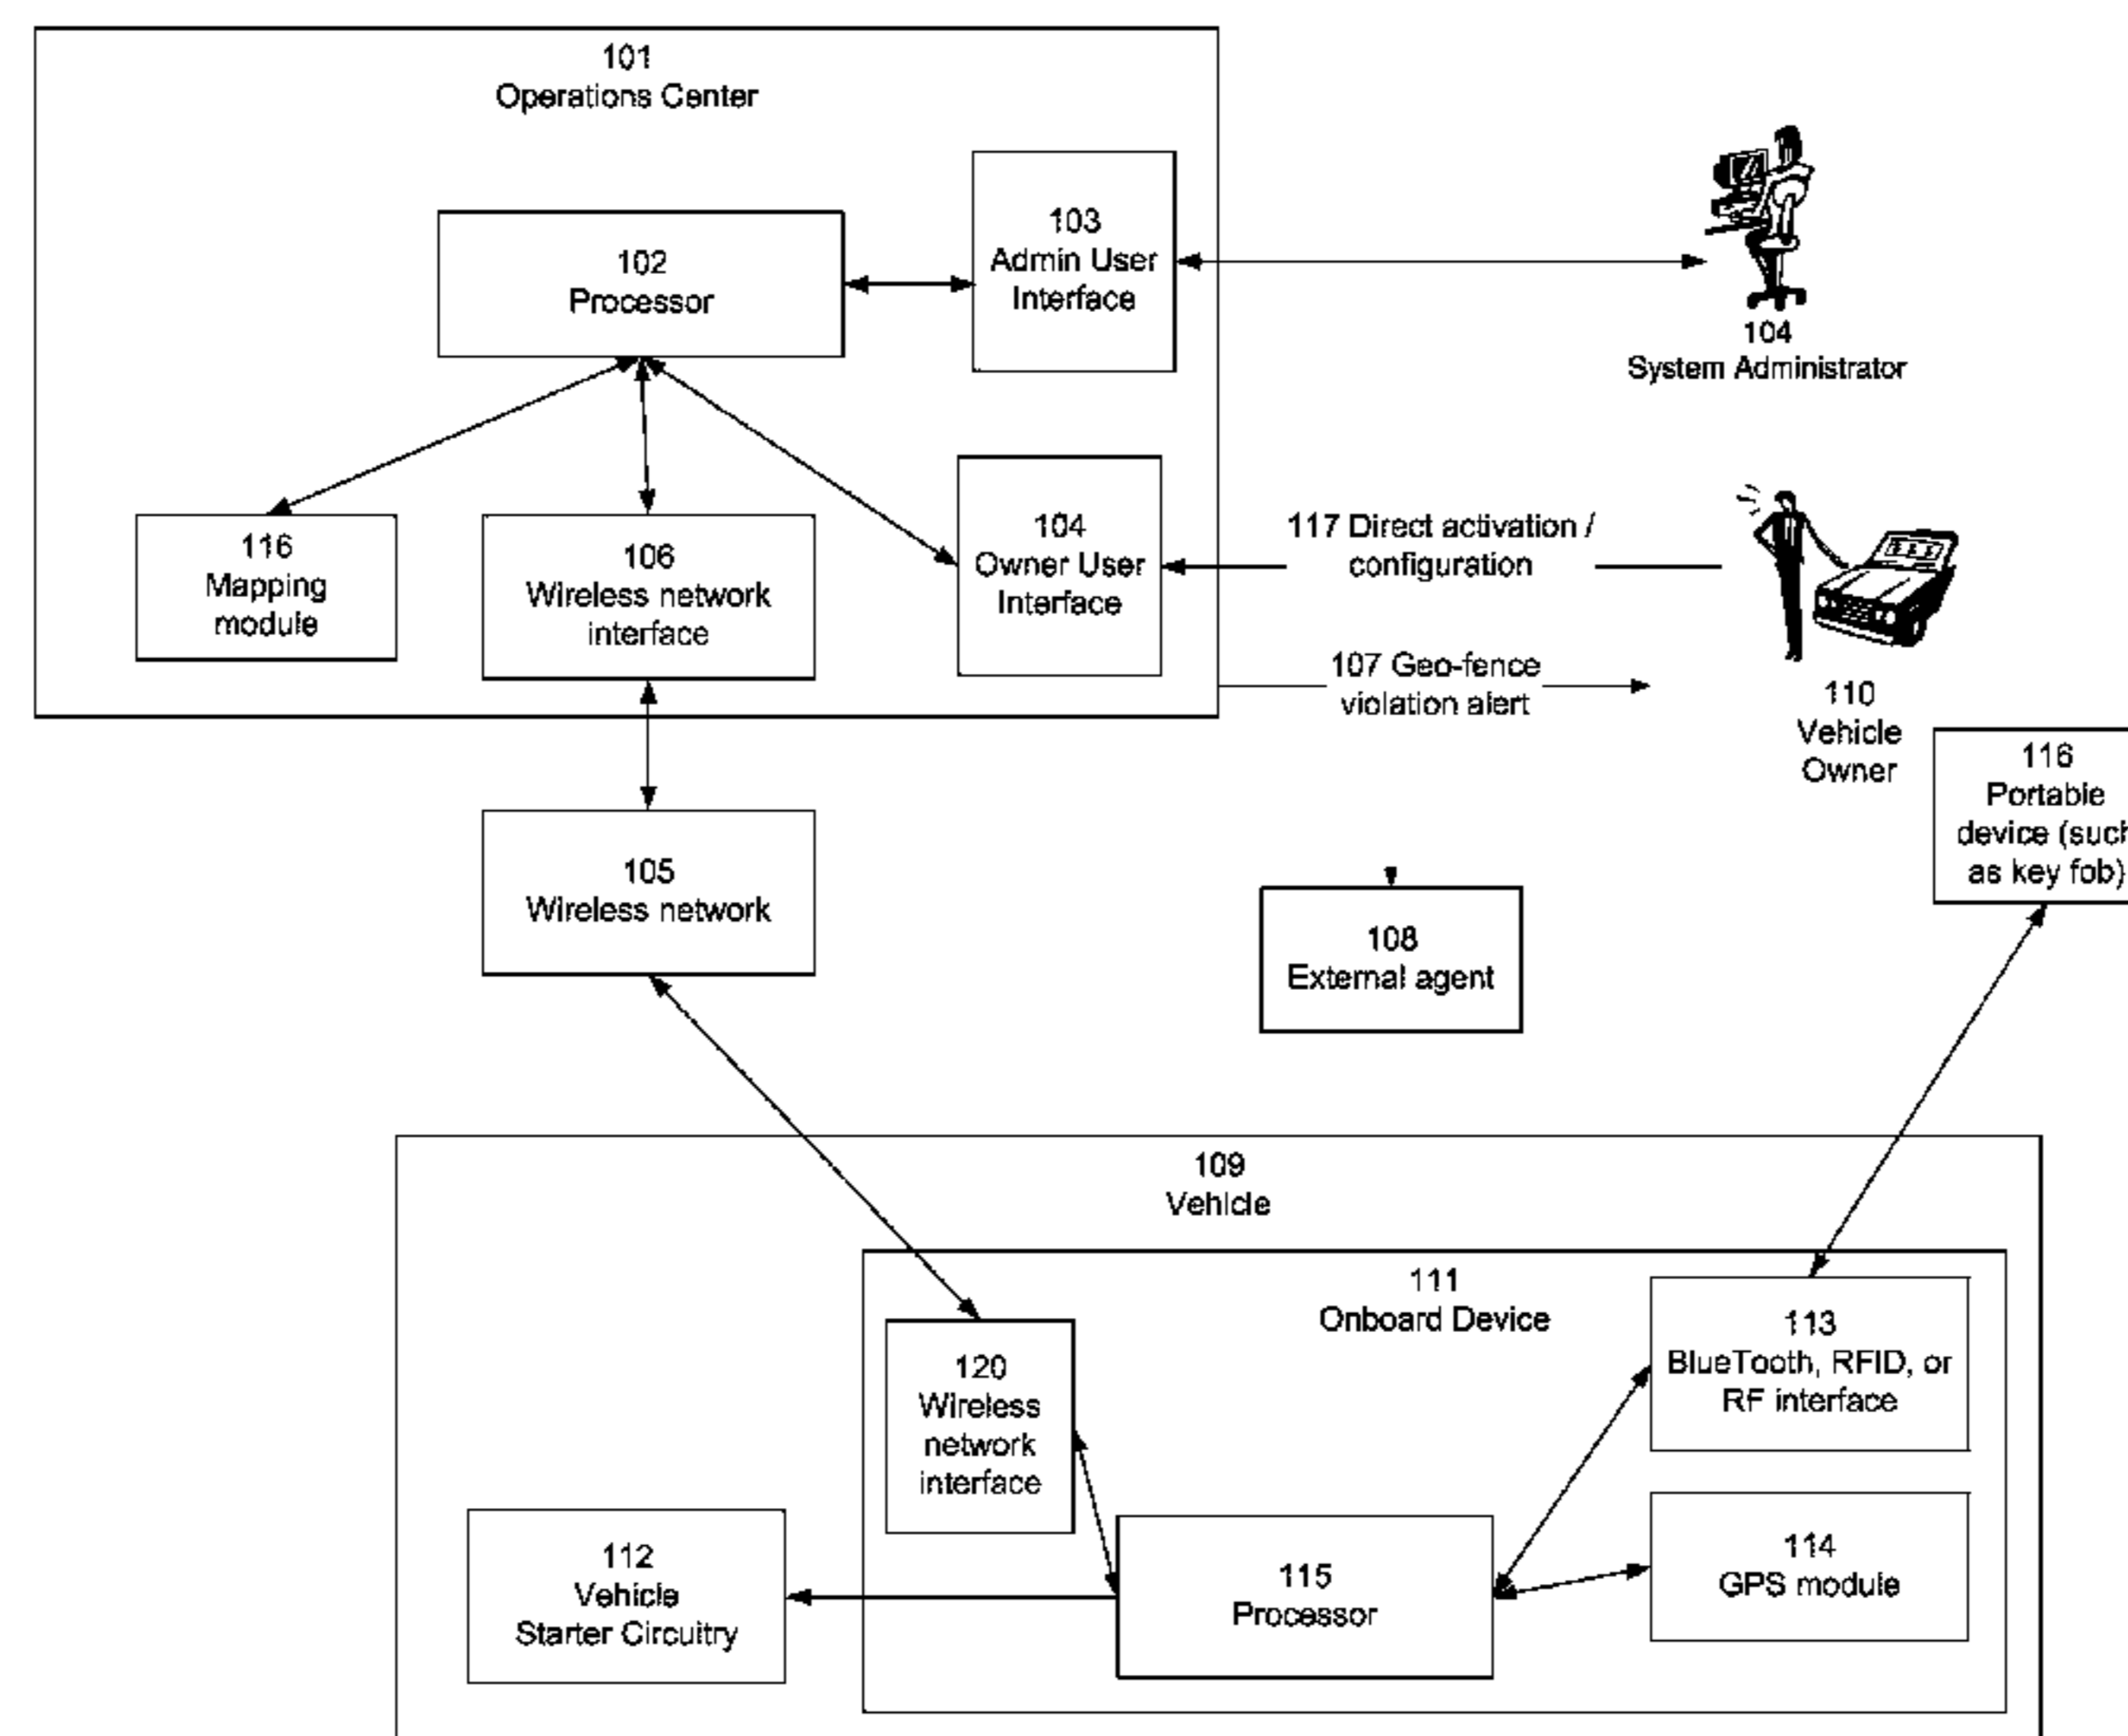 101
Operations Center
102
Processor
103
Admin User
Interface
104
System Administrator
116
Mapping
module
106
Wireless network
interface
104
Owner User
Interface
117 Direct activation /
configuration
107 Geo-fence
violation alert
110
Vehicle
Owner
116
Portable
device (such
as key fob)
105
Wireless network
108
External agent
109
Vehicle
111
Onboard Device
120
Wireless
network
interface
113
BlueTooth, RFID, or
RF interface
112
Vehicle
Starter Circuitry
115
Processor
114
GPS module